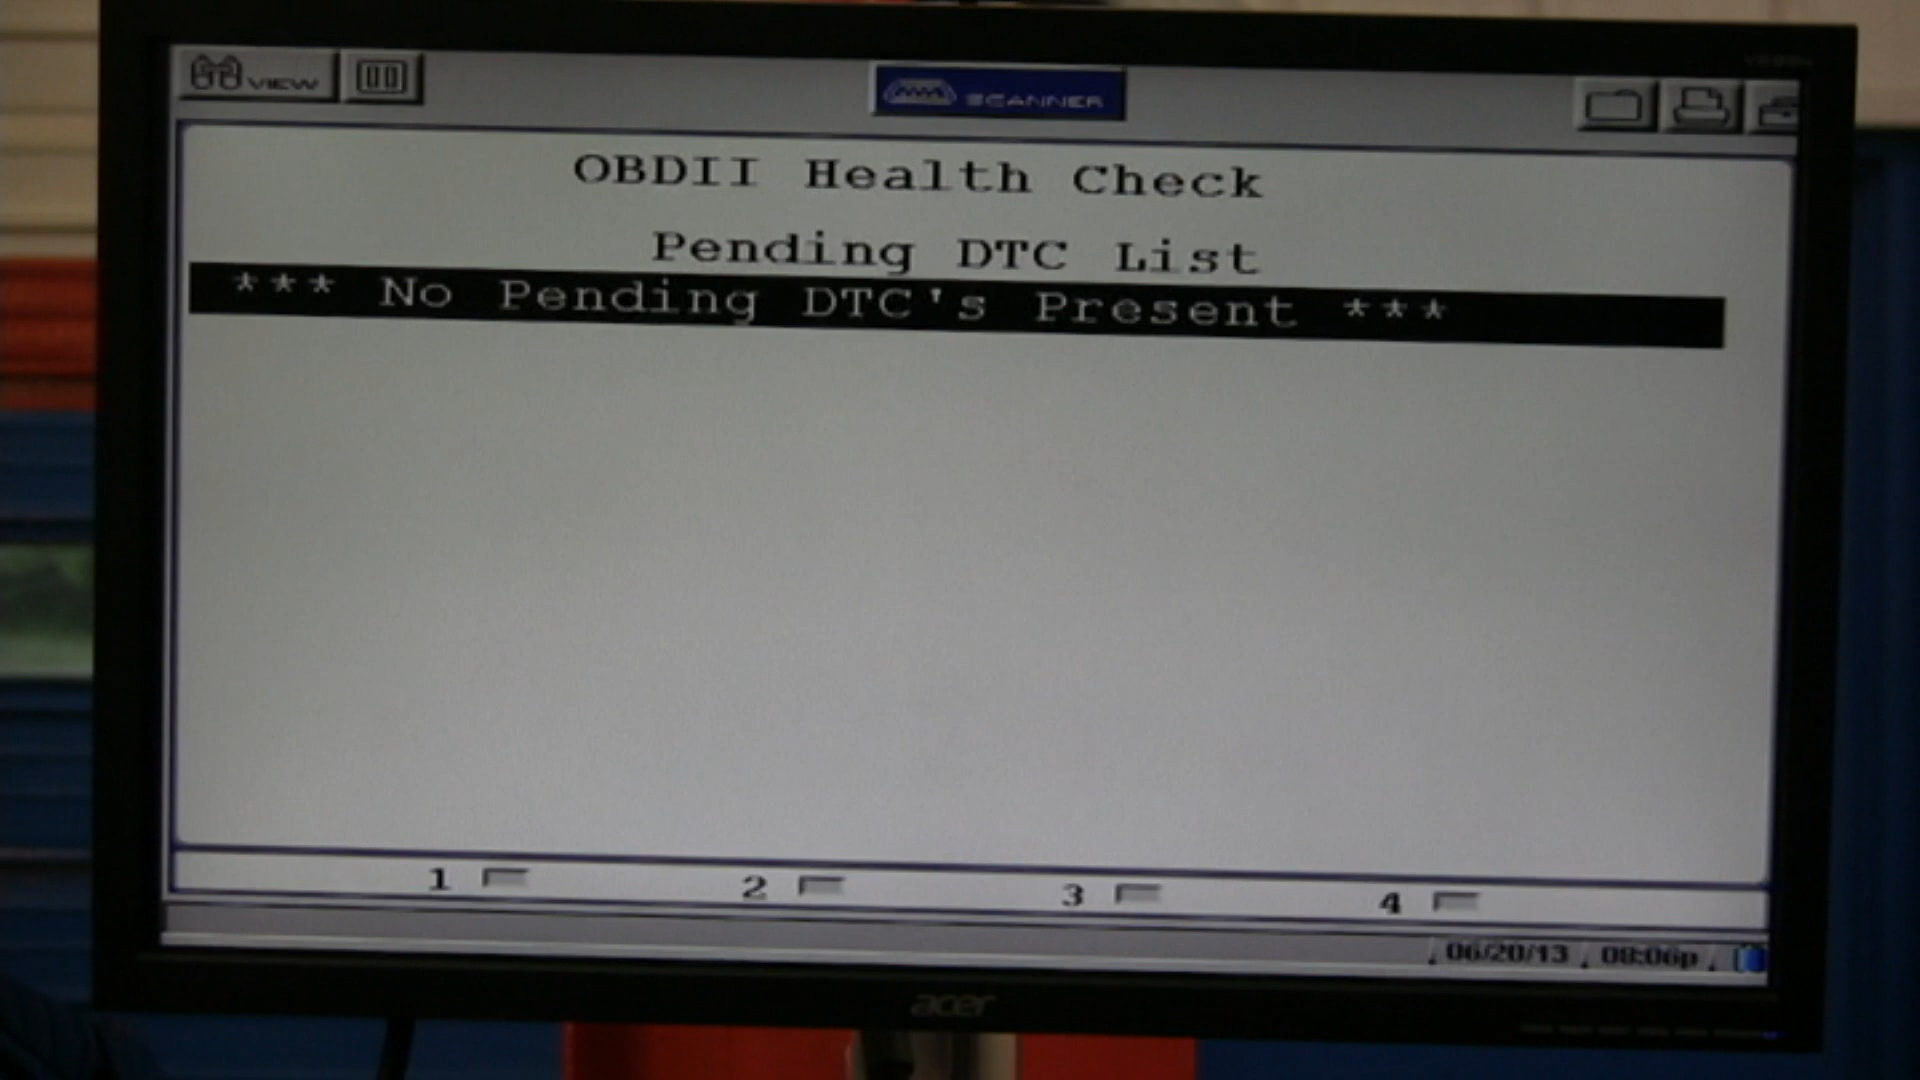 VIEW
SCANNER
OBDII Health Check
Pending DTC List
*** No Pending DTC's Present ***
1 2 3 4
06/20/13 08:06p
acer